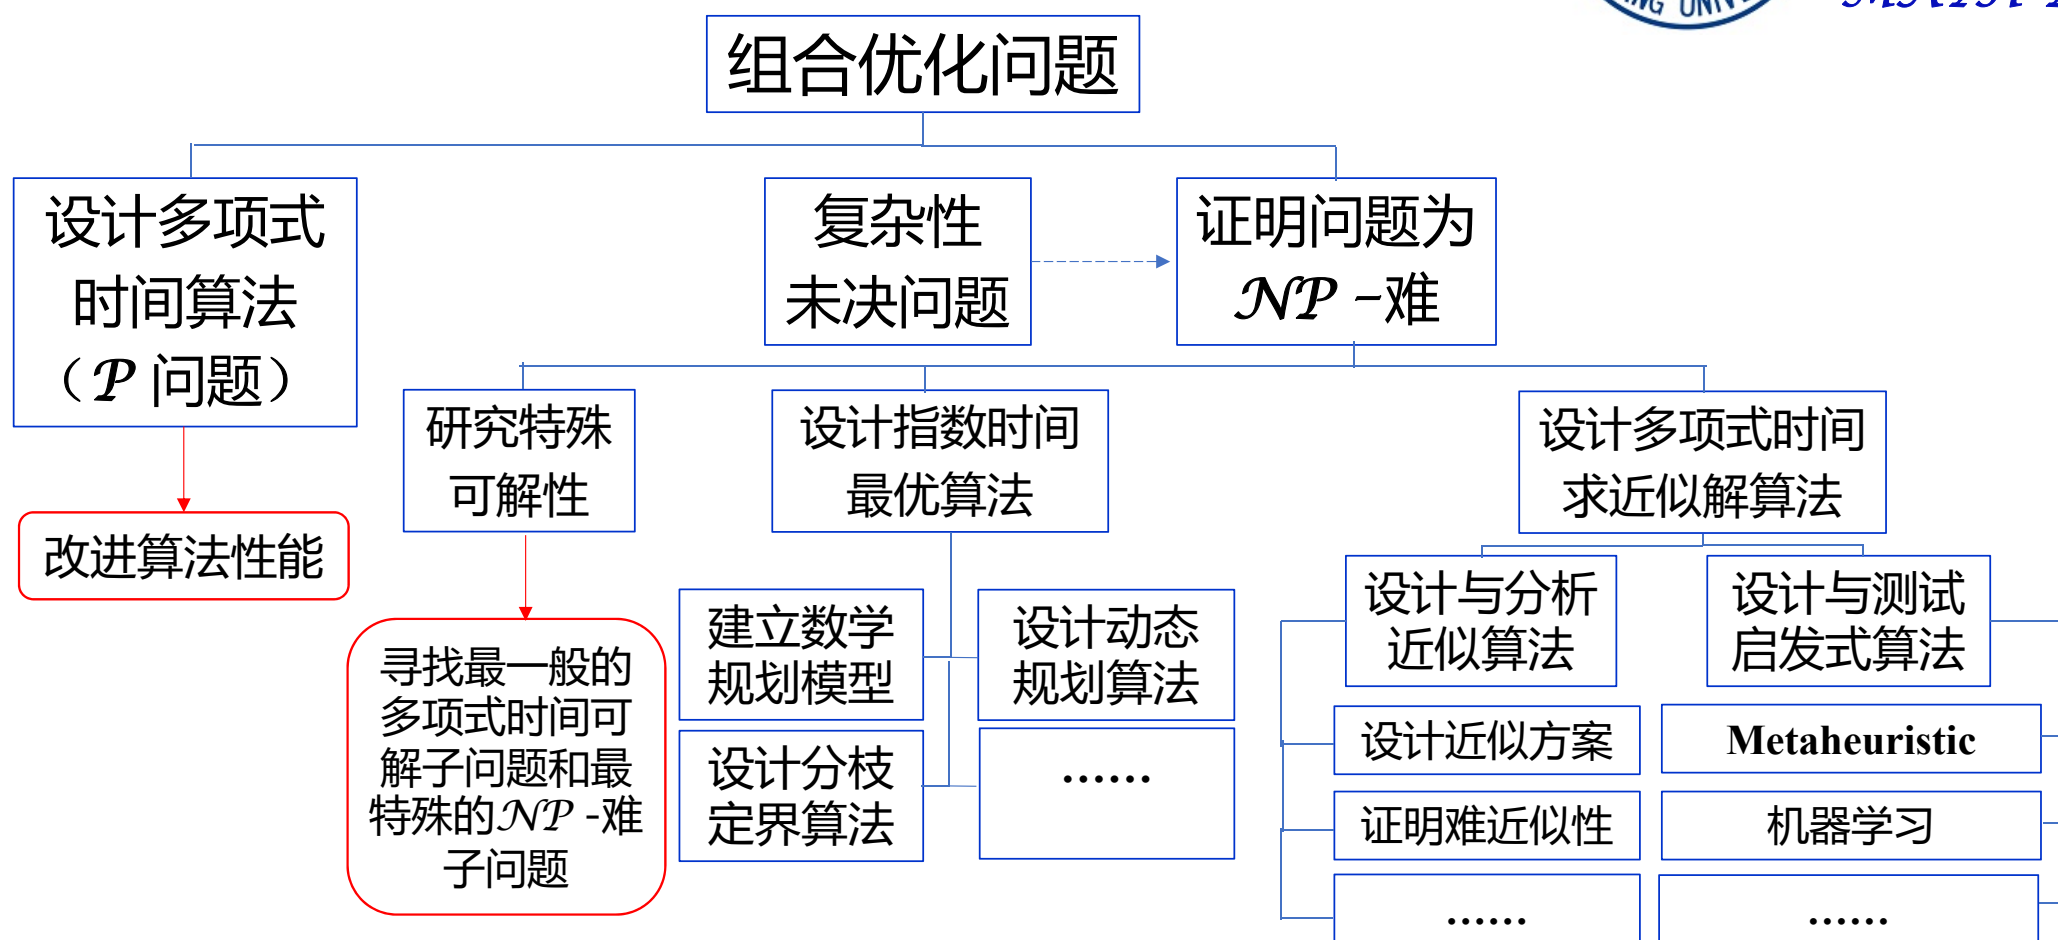 组合优化问题
设计多项式
时间算法
（𝒫 问题）
复杂性
未决问题
证明问题为
𝒩𝒫 -难
改进算法性能
研究特殊
可解性
设计指数时间
最优算法
设计多项式时间
求近似解算法
寻找最一般的
多项式时间可
解子问题和最
特殊的𝒩𝒫 -难
子问题
建立数学
规划模型
设计动态
规划算法
设计分枝
定界算法
......
设计与分析
近似算法
设计与测试
启发式算法
设计近似方案
Metaheuristic
证明难近似性
机器学习
......
......